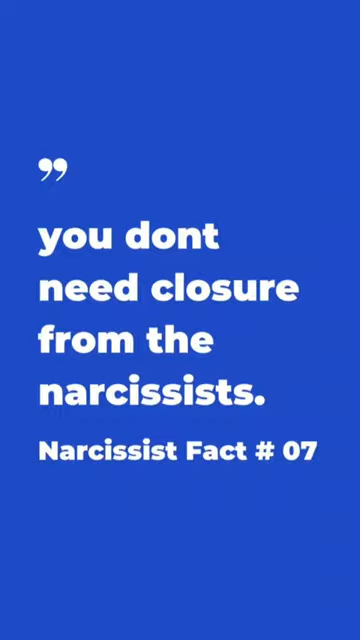 ”
you dont
need closure
from the
narcissists.
Narcissist Fact # 07